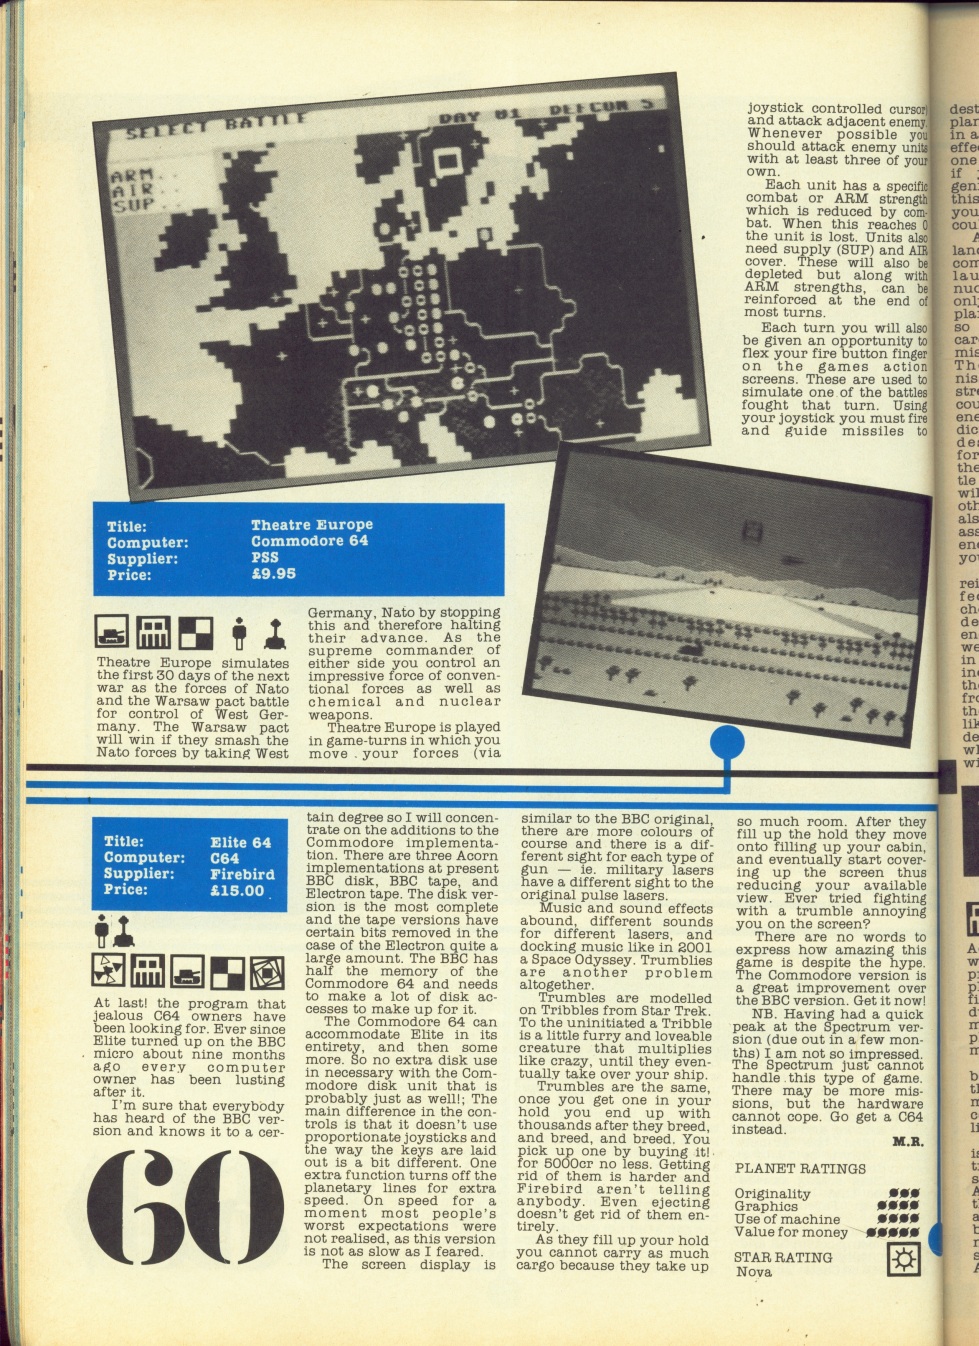 SELECT BATTLE DAY 01 DEFCON 5
ARM..
AIR..
SUP..
Title: Theatre Europe
Computer: Commodore 64
Supplier: PSS
Price: £9.95
Theatre Europe simulates
the first 30 days of the next
war as the forces of Nato
and the Warsaw pact battle
for control of West Ger-
many. The Warsaw pact
will win if they smash the
Nato forces by taking West
Germany, Nato by stopping
this and therefore halting
their advance. As the
supreme commander of
either side you control an
impressive force of conven-
tional forces as well as
chemical and nuclear
weapons.
Theatre Europe is played
in game-turns in which you
move your forces (via
joystick controlled cursor)
and attack adjacent enemy.
Whenever possible you
should attack enemy units
with at least three of your
own.
Each unit has a specific
combat or ARM strength
which is reduced by com-
bat. When this reaches 0
the unit is lost. Units also
need supply (SUP) and AIR
cover. These will also be
depleted but along with
ARM strengths, can be
reinforced at the end of
most turns.
Each turn you will also
be given an opportunity to
flex your fire button finger
on the games action
screens. These are used to
simulate one of the battles
fought that turn. Using
your joystick you must fire
and guide missiles to
Title: Elite 64
Computer: C64
Supplier: Firebird
Price: £15.00
At last! the program that
jealous C64 owners have
been looking for. Ever since
Elite turned up on the BBC
micro about nine months
ago every computer
owner has been lusting
after it.
I'm sure that everybody
has heard of the BBC ver-
sion and knows it to a cer-
tain degree so I will concen-
trate on the additions to the
Commodore implementa-
tion. There are three Acorn
implementations at present
BBC disk, BBC tape, and
Electron tape. The disk ver-
sion is the most complete
and the tape versions have
certain bits removed in the
case of the Electron quite a
large amount. The BBC has
half the memory of the
Commodore 64 and needs
to make a lot of disk ac-
cesses to make up for it.
The Commodore 64 can
accommodate Elite in its
entirety, and then some
more. So no extra disk use
in necessary with the Com-
modore disk unit that is
probably just as well!; The
main difference in the con-
trols is that it doesn't use
proportionate joysticks and
the way the keys are laid
out is a bit different. One
extra function turns off the
planetary lines for extra
speed. On speed for a
moment most people's
worst expectations were
not realised, as this version
is not as slow as I feared.
The screen display is
similar to the BBC original,
there are more colours of
course and there is a dif-
ferent sight for each type of
gun — ie. military lasers
have a different sight to the
original pulse lasers.
Music and sound effects
abound, different sounds
for different lasers, and
docking music like in 2001
a Space Odyssey. Trumblies
are another problem
altogether.
Trumbles are modelled
on Tribbles from Star Trek.
To the uninitiated a Tribble
is a little furry and loveable
creature that multiplies
like crazy, until they even-
tually take over your ship.
Trumbles are the same,
once you get one in your
hold you end up with
thousands after they breed,
and breed, and breed. You
pick up one by buying it!
for 5000cr no less. Getting
rid of them is harder and
Firebird aren't telling
anybody. Even ejecting
doesn't get rid of them en-
tirely.
As they fill up your hold
you cannot carry as much
cargo because they take up
so much room. After they
fill up the hold they move
onto filling up your cabin,
and eventually start cover-
ing up the screen thus
reducing your available
view. Ever tried fighting
with a trumble annoying
you on the screen?
There are no words to
express how amazing this
game is despite the hype.
The Commodore version is
a great improvement over
the BBC version. Get it now!
NB. Having had a quick
peak at the Spectrum ver-
sion (due out in a few mon-
ths) I am not so impressed.
The Spectrum just cannot
handle this type of game.
There may be more mis-
sions, but the hardware
cannot cope. Go get a C64
instead.
M.R.
PLANET RATINGS
Originality
Graphics
Use of machine
Value for money
STAR RATING
Nova
60